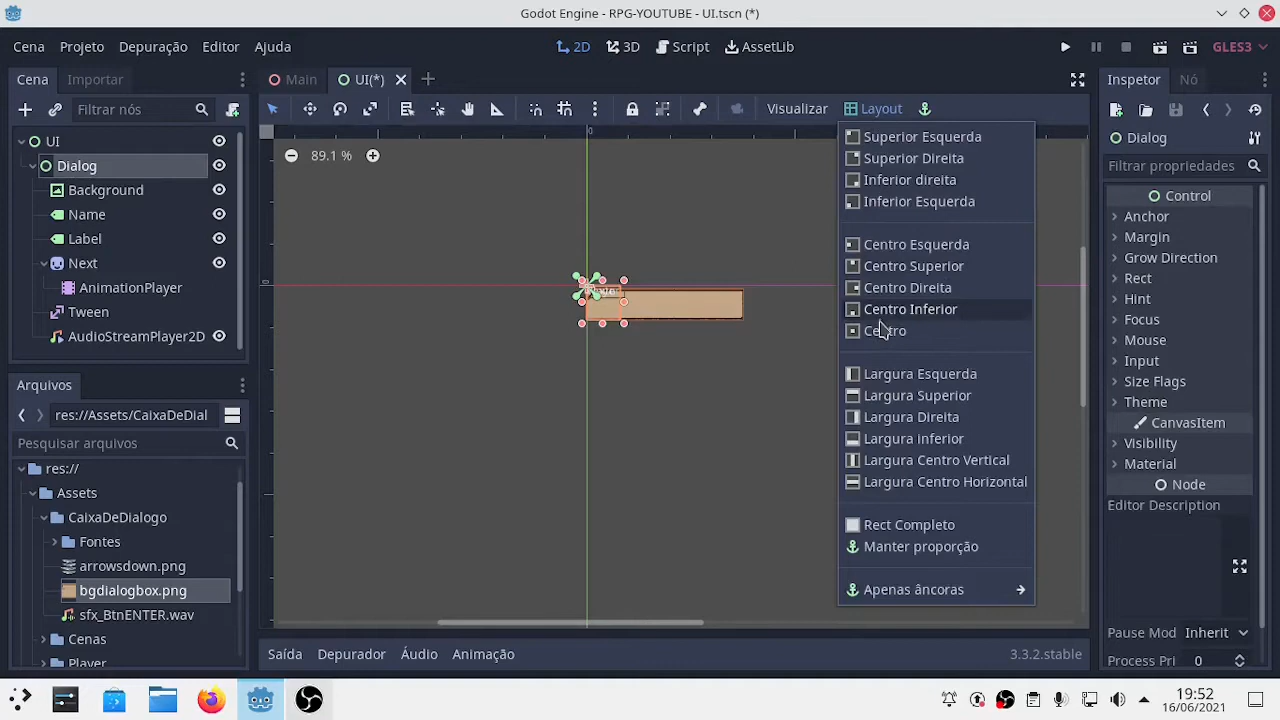 Godot Engine - RPG-YOUTUBE - UI.tscn (*)
Cena Projeto Depuração Editor Ajuda
2D 3D Script AssetLib
GLES3
Cena Importar
Main UI(*)
Inspetor Nó
Filtrar nós
Visualizar Layout
UI
Dialog
Background
Name
Label
Next
AnimationPlayer
Tween
AudioStreamPlayer2D
Arquivos
res://Assets/CaixaDeDial
Pesquisar arquivos
res://
Assets
CaixaDeDialogo
Fontes
arrowsdown.png
bgdialogbox.png
sfx_BtnENTER.wav
Cenas
Player
0
89.1 %
0
Superior Esquerda
Superior Direita
Inferior direita
Inferior Esquerda
Centro Esquerda
Centro Superior
Centro Direita
Centro Inferior
Centro
Largura Esquerda
Largura Superior
Largura Direita
Largura inferior
Largura Centro Vertical
Largura Centro Horizontal
Rect Completo
Manter proporção
Apenas âncoras
Dialog
Filtrar propriedades
Control
Anchor
Margin
Grow Direction
Rect
Hint
Focus
Mouse
Input
Size Flags
Theme
CanvasItem
Visibility
Material
Node
Editor Description
Pause Mod Inherit
Process Pri 0
Saída Depurador Áudio Animação
3.3.2.stable
19:52
16/06/2021